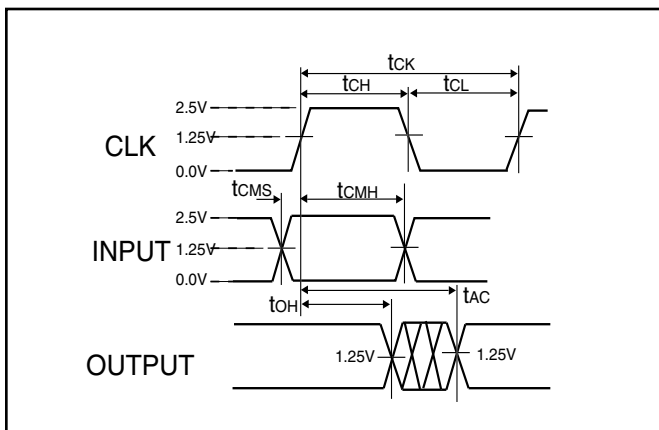 tCK
tCH tCL
2.5V
1.25V
CLK
0.0V
tCMS tCMH
2.5V
1.25V
INPUT
0.0V
tOH tAC
1.25V 1.25V
OUTPUT